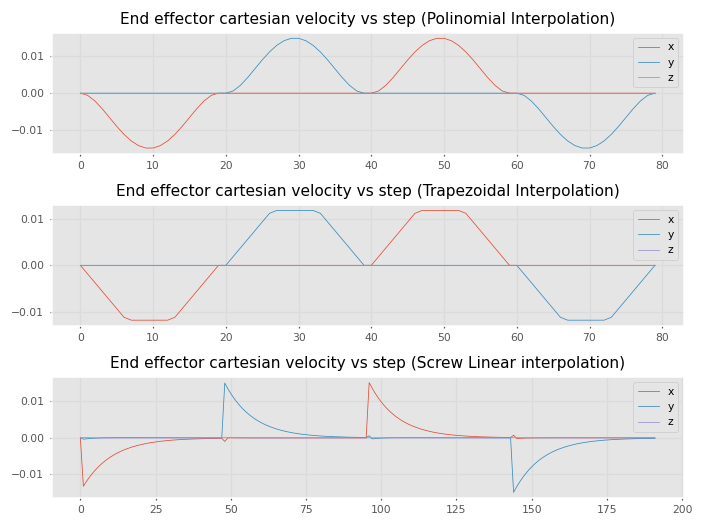 End effector cartesian velocity vs step (Polinomial Interpolation)
x
y
z
0.01
0.00
−0.01
0 10 20 30 40 50 60 70 80
End effector cartesian velocity vs step (Trapezoidal Interpolation)
x
y
z
0.01
0.00
−0.01
0 10 20 30 40 50 60 70 80
End effector cartesian velocity vs step (Screw Linear interpolation)
x
y
z
0.01
0.00
−0.01
0 25 50 75 100 125 150 175 200